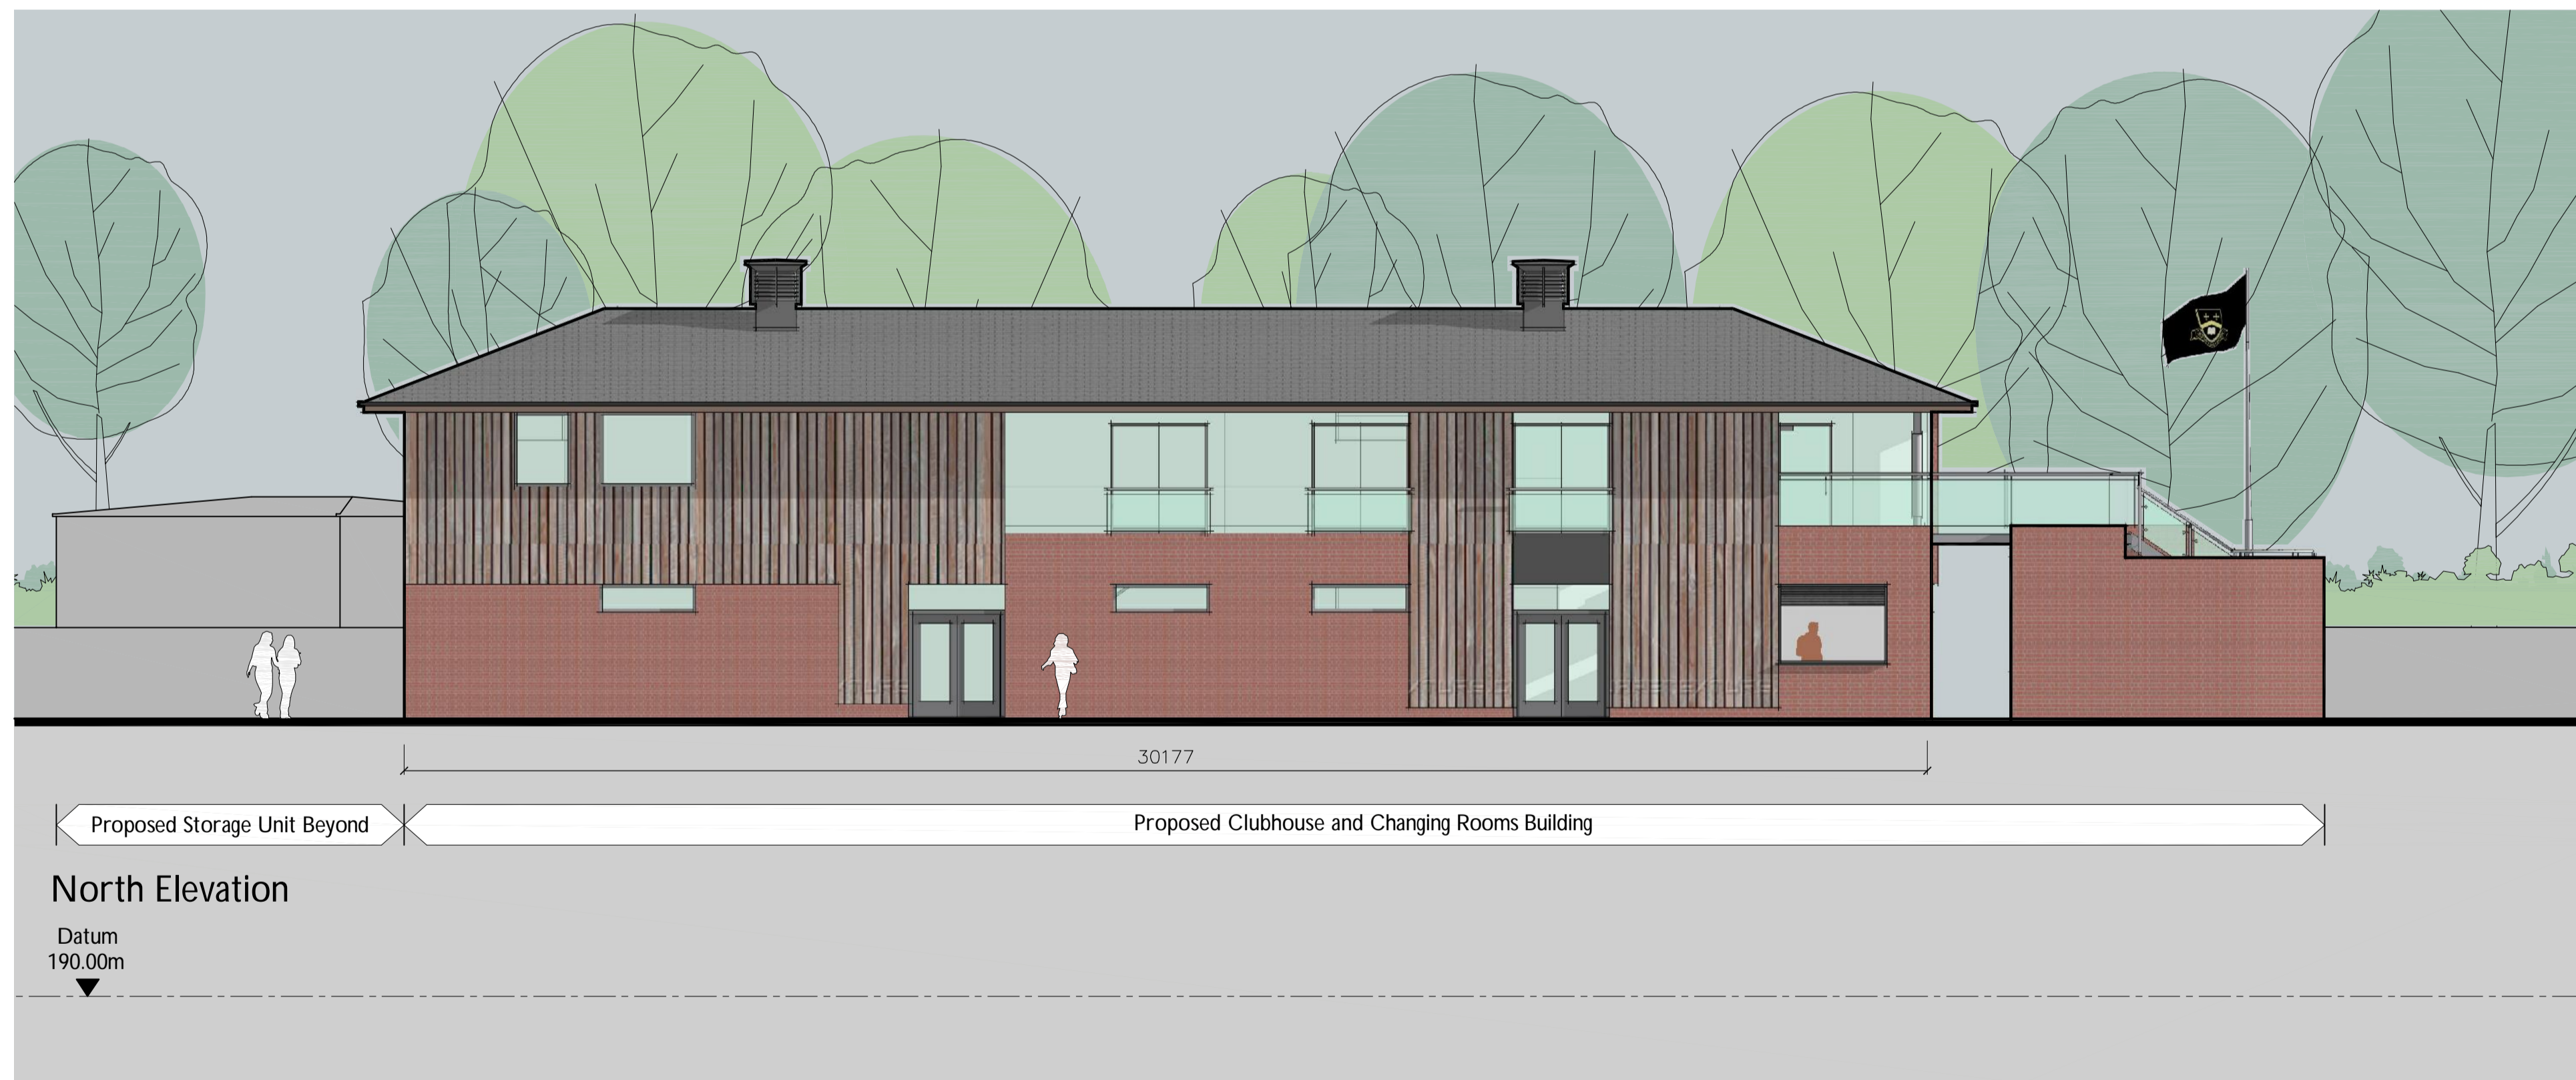 30177
Proposed Storage Unit Beyond
Proposed Clubhouse and Changing Rooms Building
North Elevation
Datum
190.00m